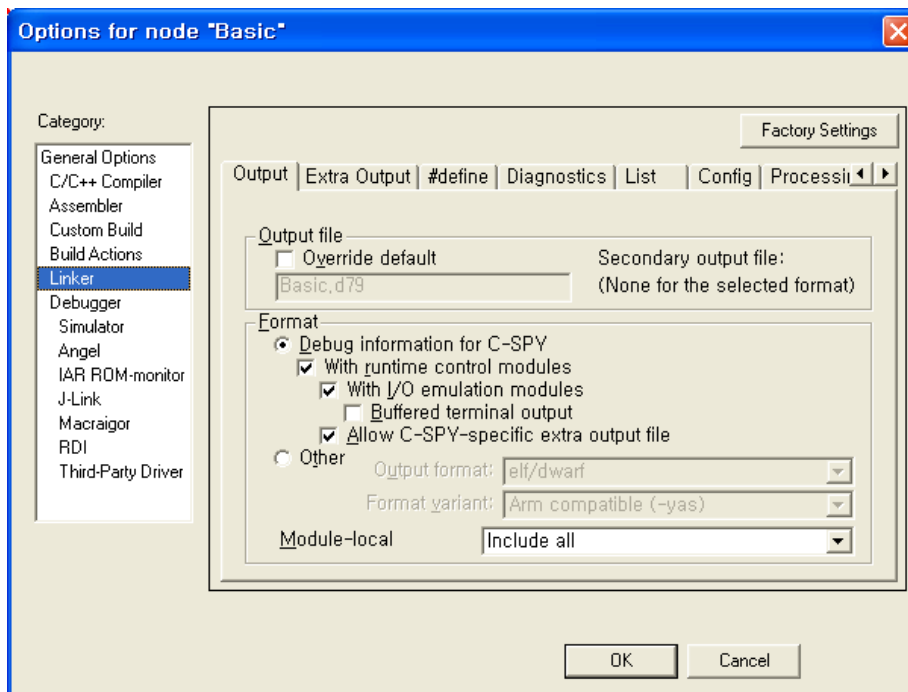 Options for node "Basic"
Category:
Factory Settings
General Options
C/C++ Compiler
Assembler
Custom Build
Build Actions
Linker
Debugger
Simulator
Angel
IAR ROM-monitor
J-Link
Macraigor
RDI
Third-Party Driver
Output Extra Output #define Diagnostics List Config Processi
Output file
Override default
Secondary output file:
Basic.d79
(None for the selected format)
Format
Debug information for C-SPY
With runtime control modules
With I/O emulation modules
Buffered terminal output
Allow C-SPY-specific extra output file
Other
Output format: elf/dwarf
Format variant: Arm compatible (-yas)
Module-local Include all
OK Cancel